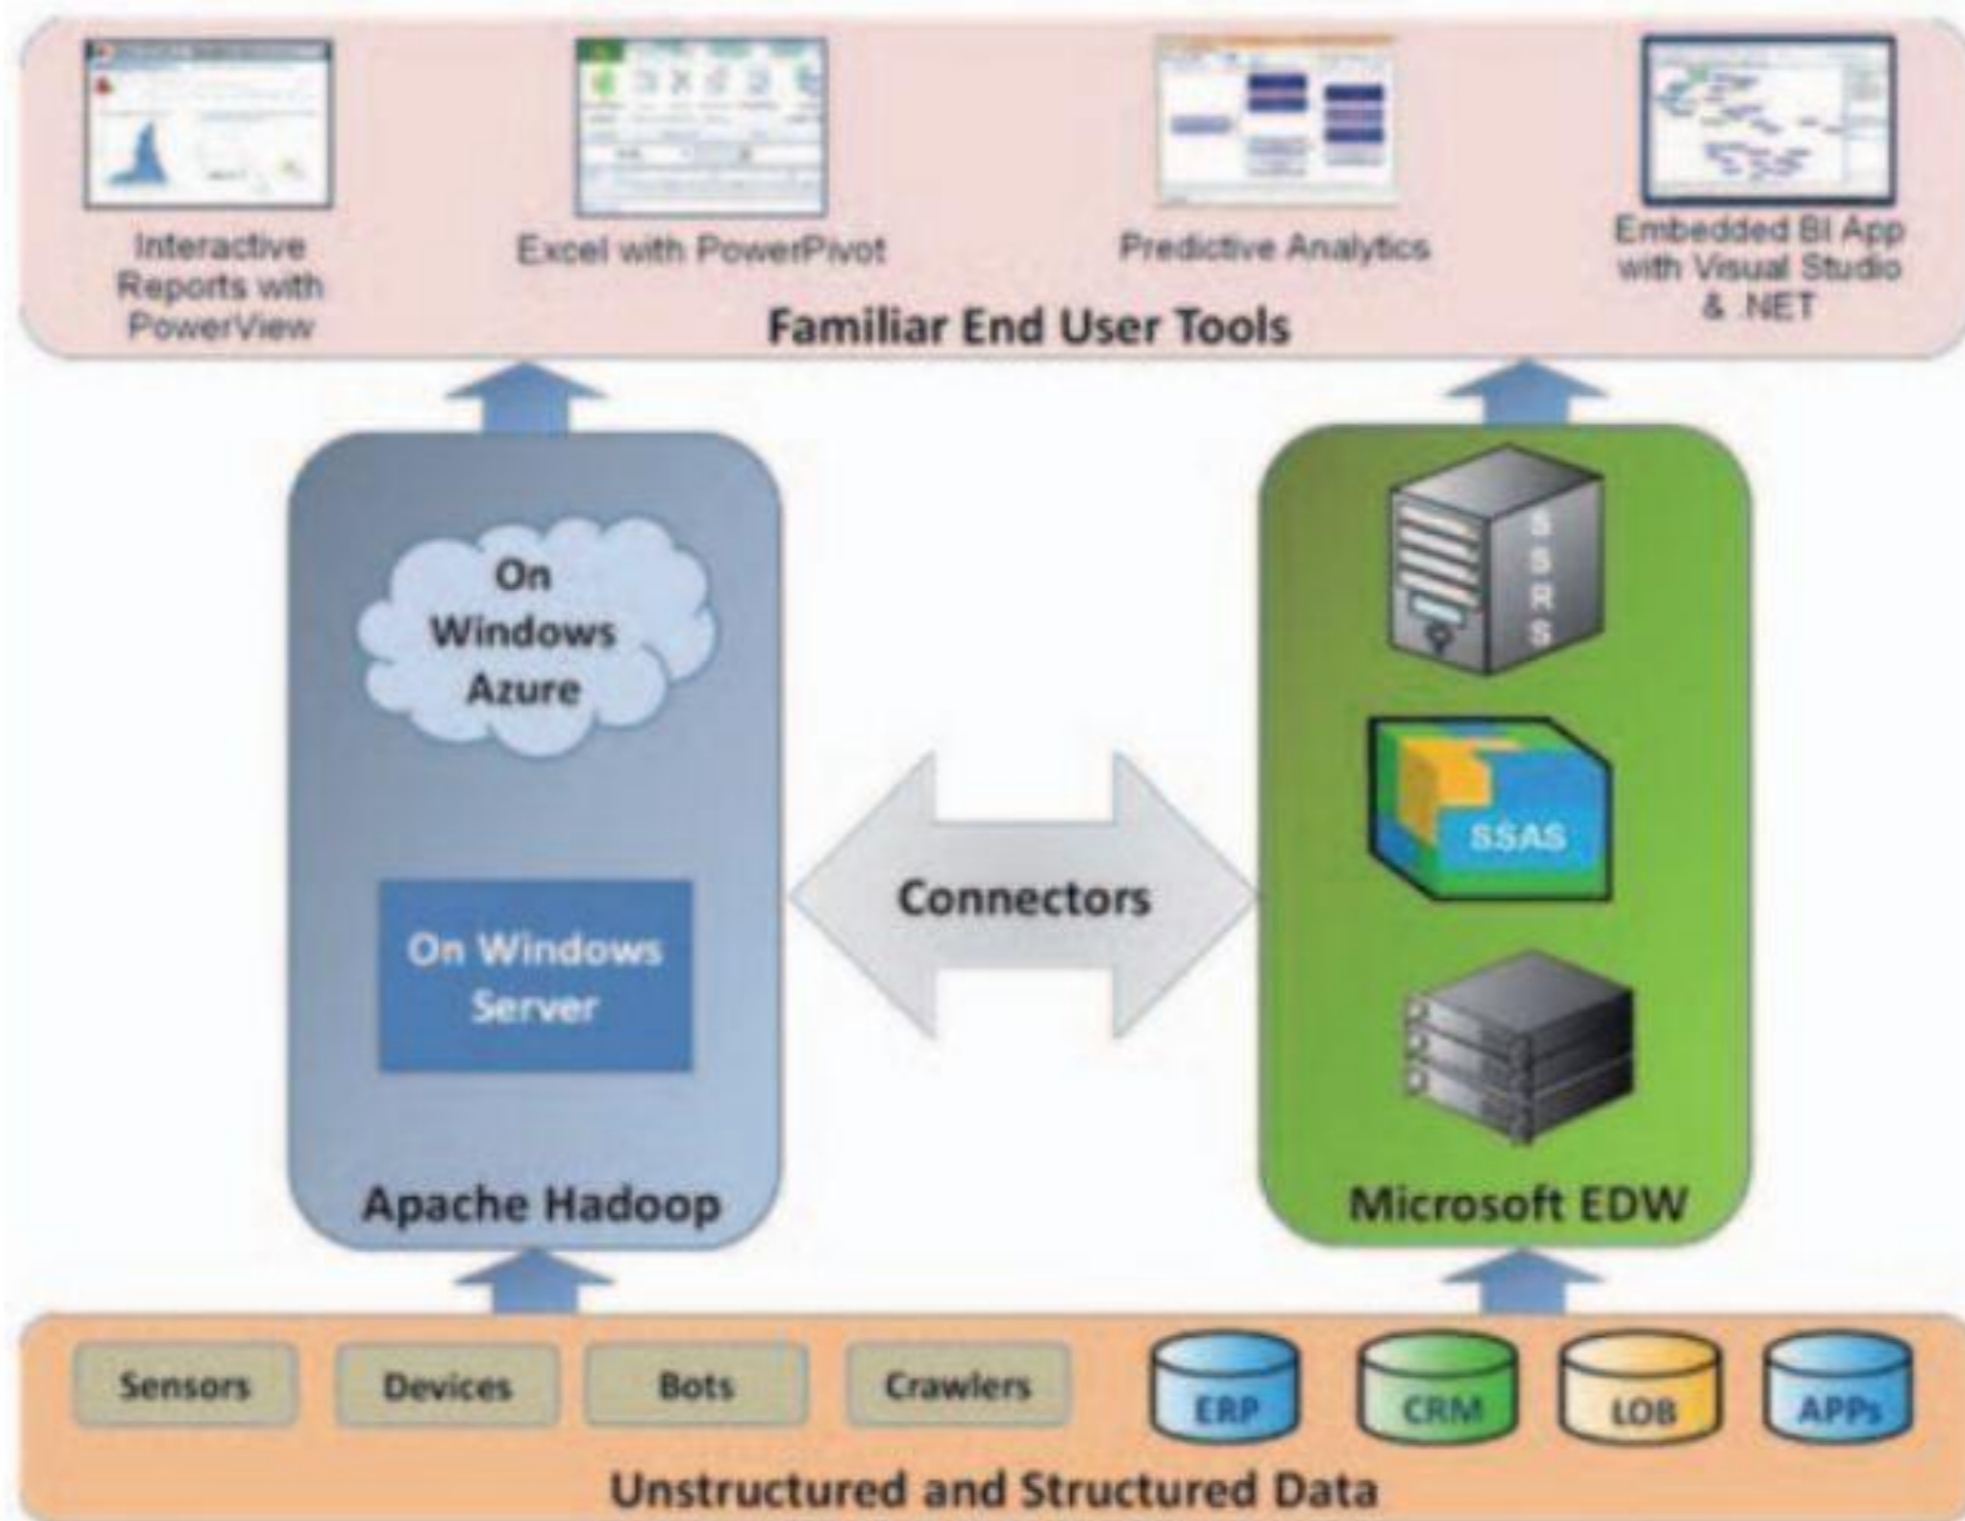 Interactive
Reports with
PowerView
Excel with PowerPivot
Predictive Analytics
Embedded BI App
with Visual Studio
& .NET
Familiar End User Tools
On
Windows
Azure
On Windows
Server
Apache Hadoop
Connectors
SSRS
SSAS
Microsoft EDW
Sensors
Devices
Bots
Crawlers
ERP
CRM
LOB
APPs
Unstructured and Structured Data